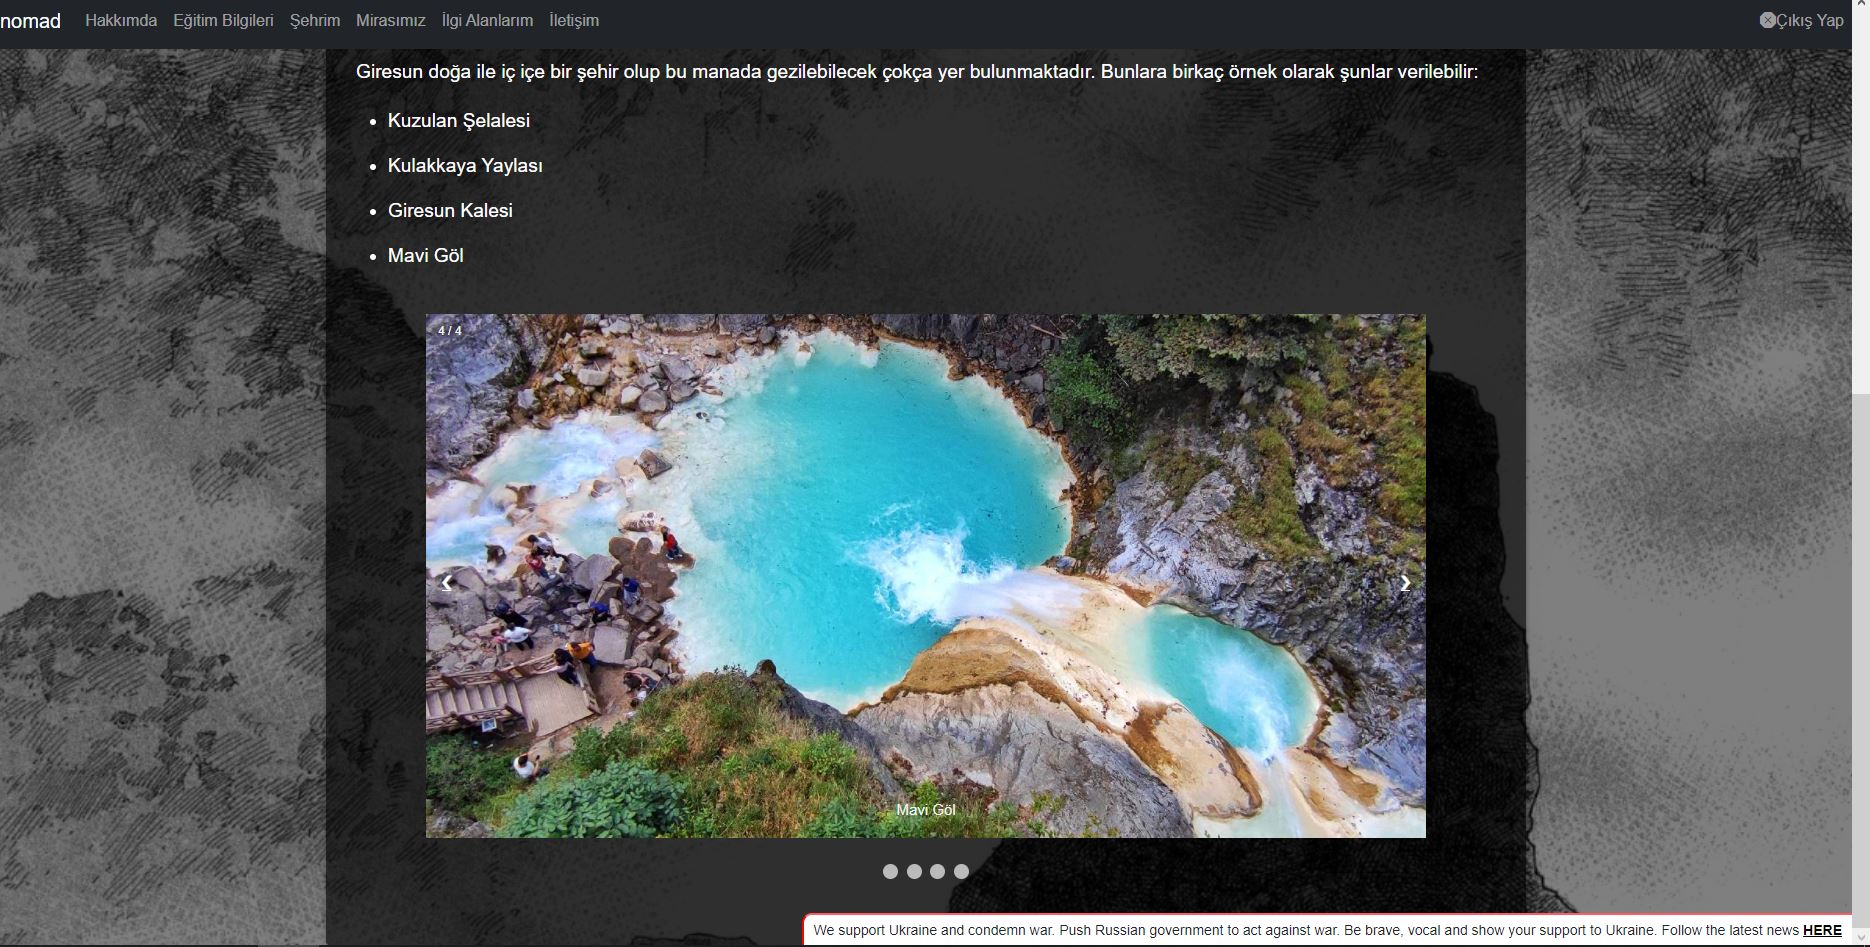 nomad Hakkımda Eğitim Bilgileri Şehrim Mirasımız İlgi Alanlarım İletişim Çıkış Yap
Giresun doğa ile iç içe bir şehir olup bu manada gezilebilecek çokça yer bulunmaktadır. Bunlara birkaç örnek olarak şunlar verilebilir:
• Kuzulan Şelalesi
• Kulakkaya Yaylası
• Giresun Kalesi
• Mavi Göl
4 / 4
❮ ❯
Mavi Göl
We support Ukraine and condemn war. Push Russian government to act against war. Be brave, vocal and show your support to Ukraine. Follow the latest news HERE